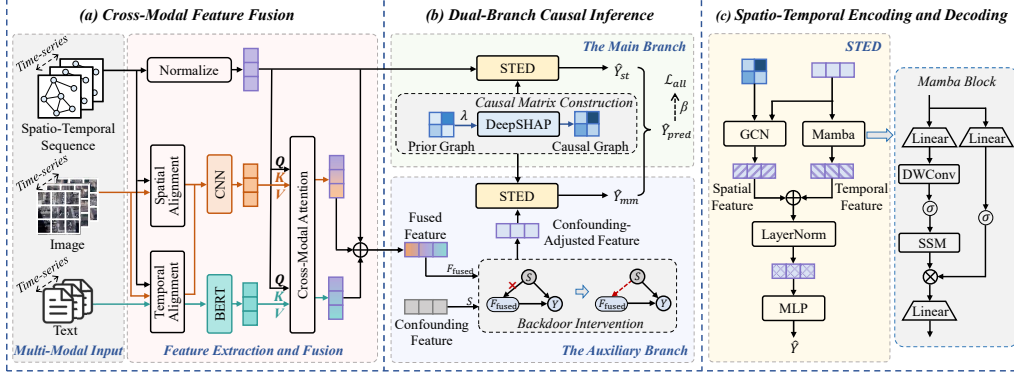 (a) Cross-Modal Feature Fusion
Time-series
Spatio-Temporal
Sequence
Time-series
Image
Time-series
Text
Multi-Modal Input
Normalize
Spatial
Alignment
Temporal
Alignment
CNN
BERT
Q
K
V
Q
K
V
Cross-Modal Attention
Feature Extraction and Fusion
(b) Dual-Branch Causal Inference
The Main Branch
STED
Ŷst
Causal Matrix Construction
λ
DeepSHAP
Prior Graph
Causal Graph
ℒall
β
Ŷpred
STED
Ŷmn
Fused
Feature
Confounding-
Adjusted Feature
Ffused
S
Confounding
Feature
S
Ffused
Y
S
Ffused
Y
Backdoor Intervention
The Auxiliary Branch
(c) Spatio-Temporal Encoding and Decoding
STED
GCN
Mamba
Spatial
Feature
Temporal
Feature
LayerNorm
MLP
Ŷ
Mamba Block
Linear
Linear
DWConv
σ
σ
SSM
Linear